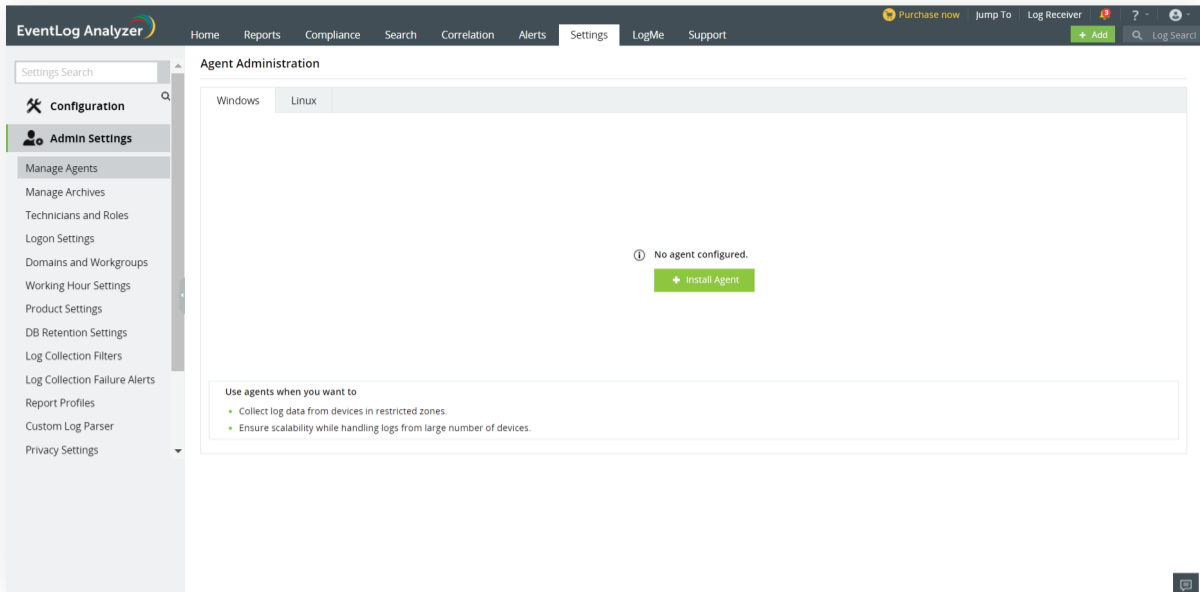 Purchase now Jump To Log Receiver 3 ?
EventLog Analyzer
Home Reports Compliance Search Correlation Alerts Settings LogMe Support
+ Add Log Search
Settings Search
Agent Administration
Configuration
Windows Linux
Admin Settings
Manage Agents
Manage Archives
Technicians and Roles
Logon Settings
Domains and Workgroups
Working Hour Settings
Product Settings
DB Retention Settings
Log Collection Filters
Log Collection Failure Alerts
Report Profiles
Custom Log Parser
Privacy Settings
No agent configured.
+ Install Agent
Use agents when you want to
• Collect log data from devices in restricted zones.
• Ensure scalability while handling logs from large number of devices.